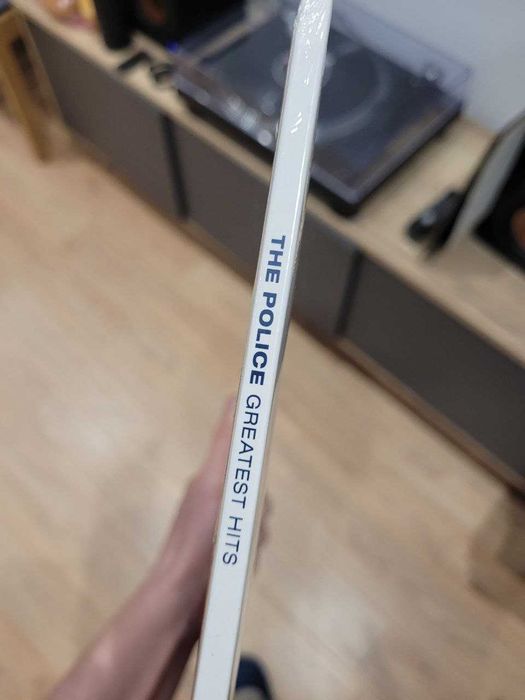 THE POLICE GREATEST HITS